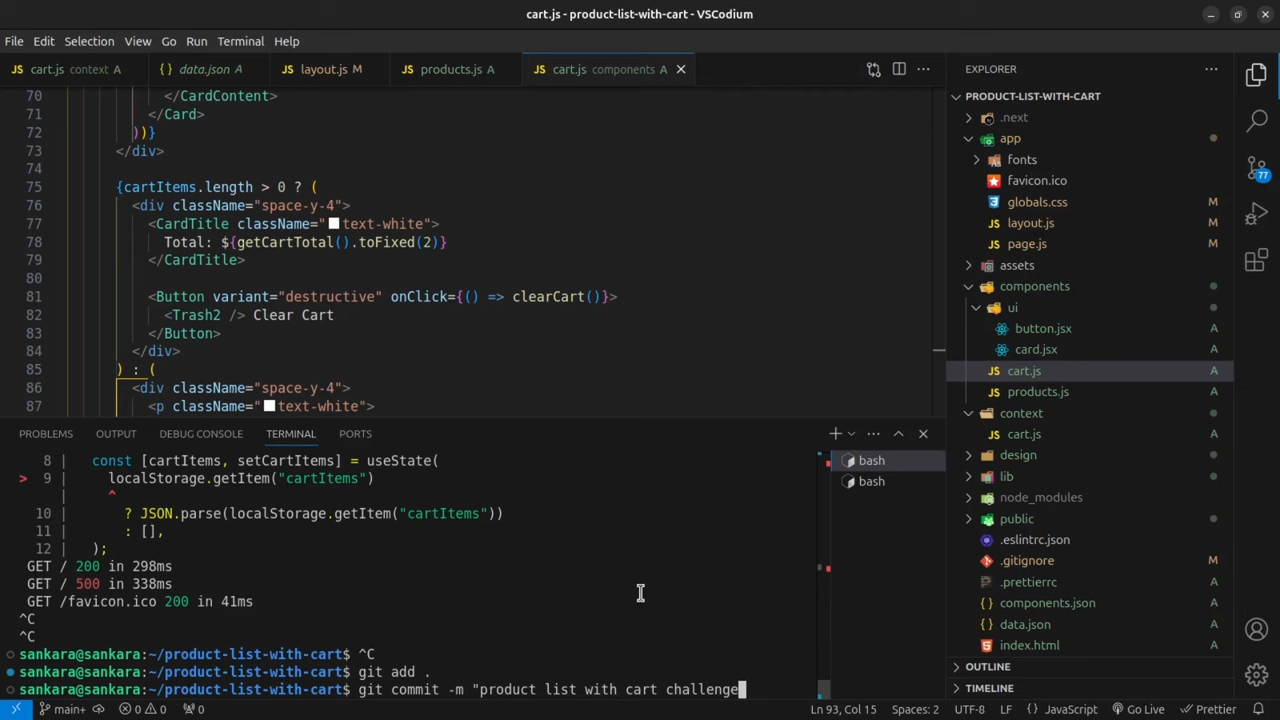 cart.js - product-list-with-cart - VSCodium
File Edit Selection View Go Run Terminal Help
JS cart.js context A
{} data.json A
JS layout.js M
JS products.js A
JS cart.js components A
70 </CardContent>
71 </Card>
72 ))}
73 </div>
74
75 {cartItems.length > 0 ? (
76 <div className="space-y-4">
77 <CardTitle className="text-white">
78 Total: ${getCartTotal().toFixed(2)}
79 </CardTitle>
80
81 <Button variant="destructive" onClick={() => clearCart()}>
82 <Trash2 /> Clear Cart
83 </Button>
84 </div>
85 ) : (
86 <div className="space-y-4">
87 <p className="text-white">
PROBLEMS OUTPUT DEBUG CONSOLE TERMINAL PORTS
8 | const [cartItems, setCartItems] = useState(
> 9 | localStorage.getItem("cartItems")
| ^
10 | ? JSON.parse(localStorage.getItem("cartItems"))
11 | : [],
12 | );
GET / 200 in 298ms
GET / 500 in 338ms
GET /favicon.ico 200 in 41ms
^C
^C
sankara@sankara:~/product-list-with-cart$ ^C
sankara@sankara:~/product-list-with-cart$ git add .
sankara@sankara:~/product-list-with-cart$ git commit -m "product list with cart challenge
bash
bash
EXPLORER
PRODUCT-LIST-WITH-CART
.next
app
fonts
favicon.ico
globals.css M
layout.js M
page.js M
assets
components
ui
button.jsx A
card.jsx A
JS cart.js A
JS products.js A
context
JS cart.js A
design
lib
node_modules
public
.eslintrc.json
.gitignore M
.prettierrc A
components.json A
data.json A
index.html A
OUTLINE
TIMELINE
77
main+ 0 0 0 Ln 93, Col 15 Spaces: 2 UTF-8 LF {} JavaScript Go Live Prettier